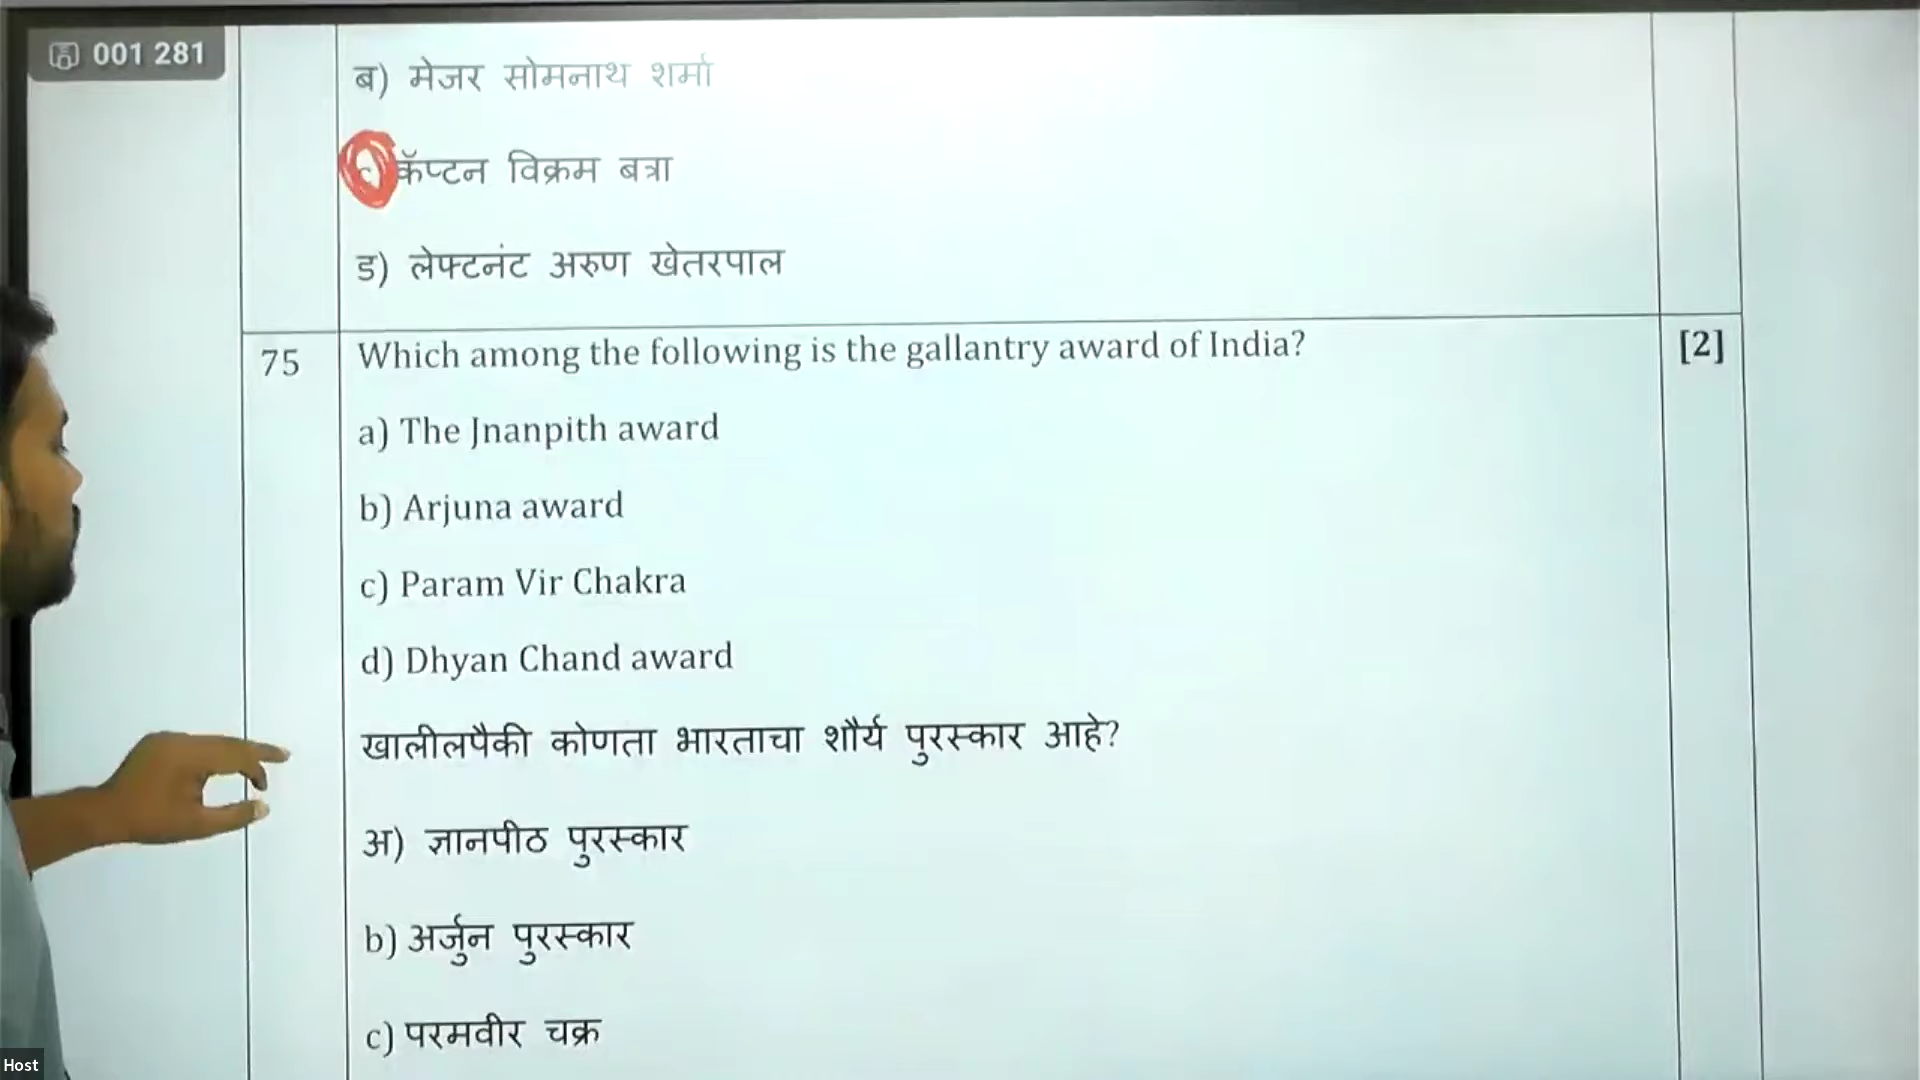 001 281
ब) मेजर सोमनाथ शर्मा
c) कॅप्टन विक्रम बत्रा
ड) लेफ्टनंट अरुण खेतरपाल
75 Which among the following is the gallantry award of India? [2]
a) The Jnanpith award
b) Arjuna award
c) Param Vir Chakra
d) Dhyan Chand award
खालीलपैकी कोणता भारताचा शौर्य पुरस्कार आहे?
अ) ज्ञानपीठ पुरस्कार
b) अर्जुन पुरस्कार
c) परमवीर चक्र
Host